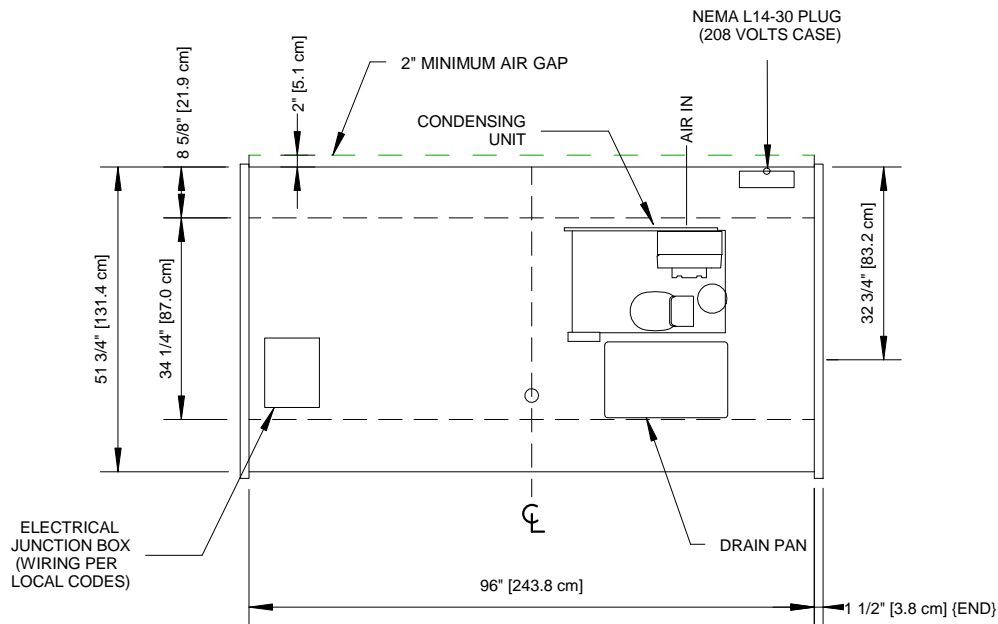 NEMA L14-30 PLUG
(208 VOLTS CASE)
2" MINIMUM AIR GAP
2" [5.1 cm]
8 5/8" [21.9 cm]
CONDENSING
UNIT
AIR IN
51 3/4" [131.4 cm]
34 1/4" [87.0 cm]
32 3/4" [83.2 cm]
ELECTRICAL
JUNCTION BOX
(WIRING PER
LOCAL CODES)
CL
DRAIN PAN
96" [243.8 cm]
1 1/2" [3.8 cm] {END}